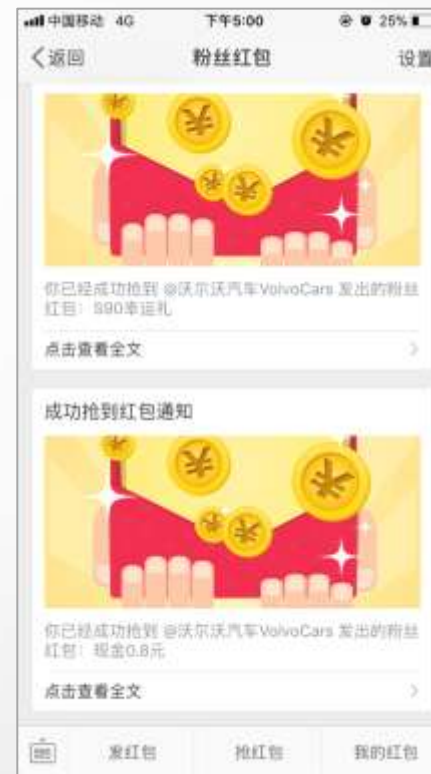 中国移动 4G 下午5:00 25%
返回 粉丝红包 设置
你已经成功抢到 @沃尔沃汽车VolvoCars 发出的粉丝
红包：S90幸运礼
点击查看全文
成功抢到红包通知
你已经成功抢到 @沃尔沃汽车VolvoCars 发出的粉丝
红包：现金0.8元
点击查看全文
发红包 抢红包 我的红包